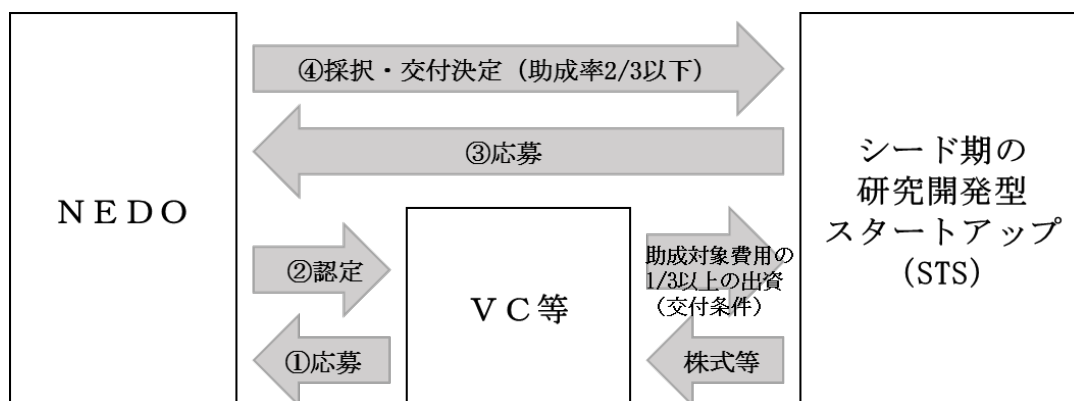 ④採択・交付決定（助成率2/3以下）
③応募
ＮＥＤＯ
②認定
①応募
ＶＣ等
助成対象費用の
1/3以上の出資
（交付条件）
株式等
シード期の
研究開発型
スタートアップ
（STS）